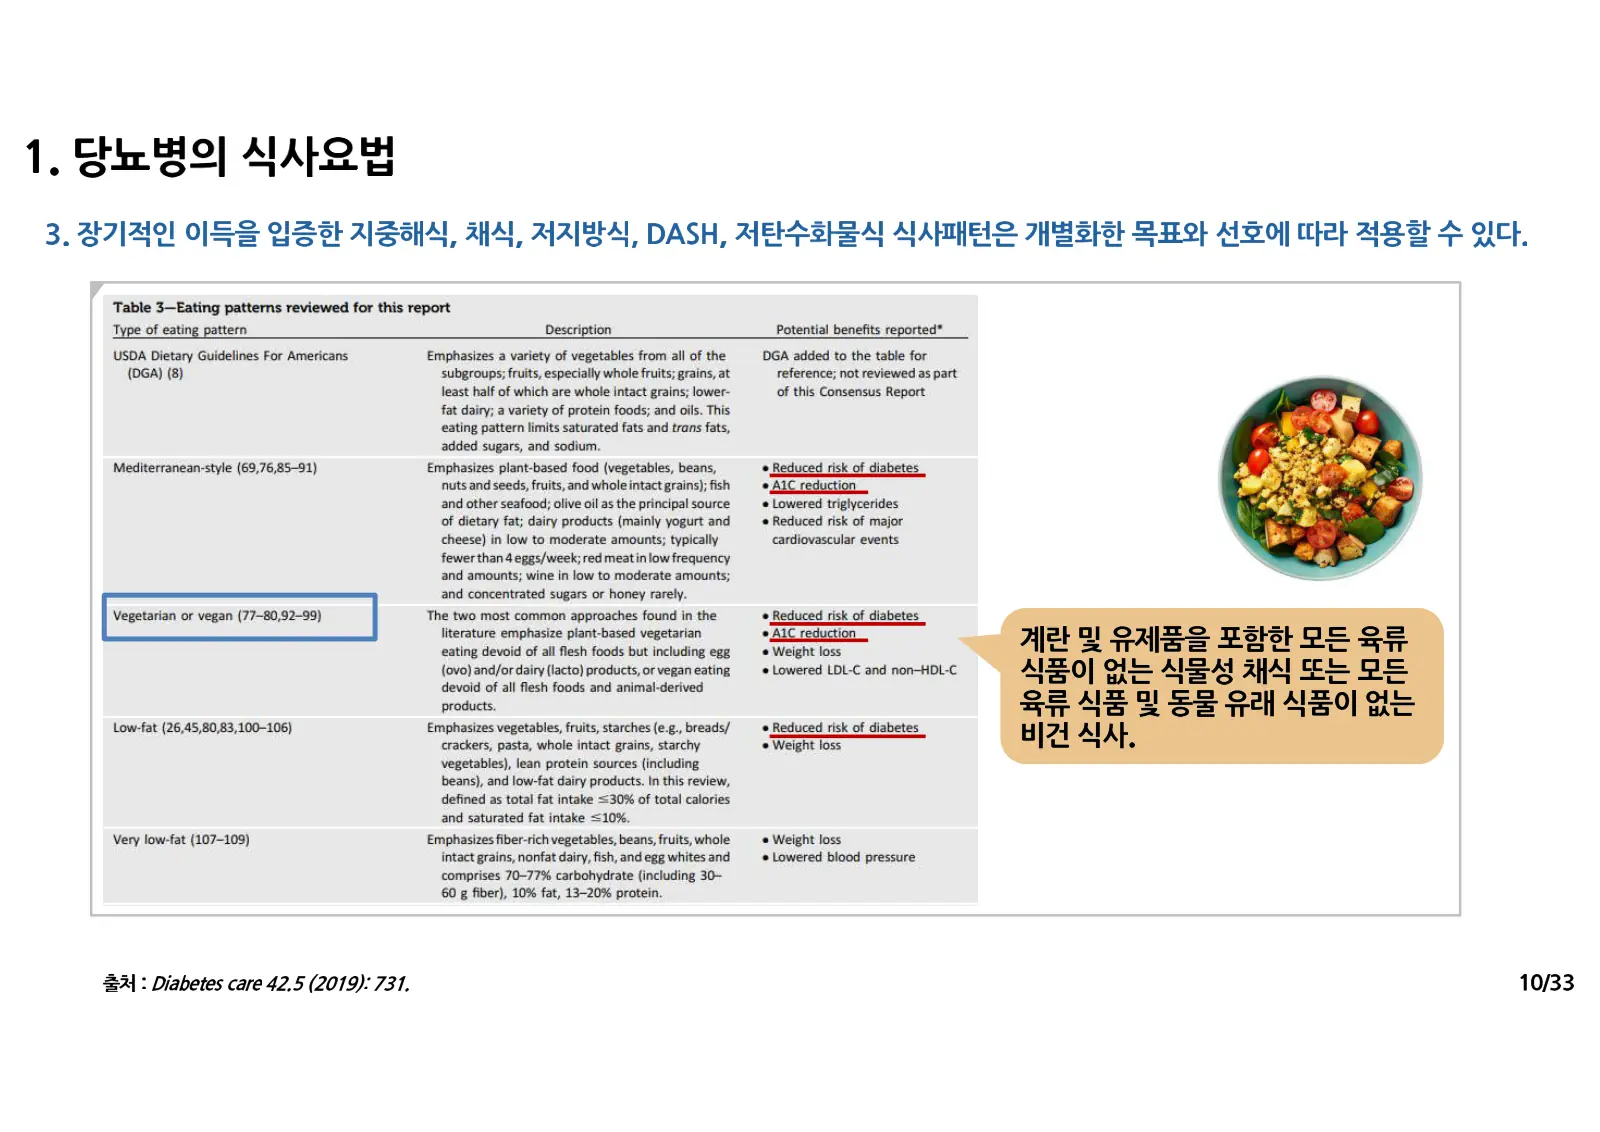 1. 당뇨병의 식사요법
3. 장기적인 이득을 입증한 지중해식, 채식, 저지방식, DASH, 저탄수화물식 식사패턴은 개별화한 목표와 선호에 따라 적용할 수 있다.
Table 3—Eating patterns reviewed for this report
Type of eating pattern Description Potential benefits reported*
USDA Dietary Guidelines For Americans
(DGA) (8)
Emphasizes a variety of vegetables from all of the
subgroups; fruits, especially whole fruits; grains, at
least half of which are whole intact grains; lower-
fat dairy; a variety of protein foods; and oils. This
eating pattern limits saturated fats and trans fats,
added sugars, and sodium.
DGA added to the table for
reference; not reviewed as part
of this Consensus Report
Mediterranean-style (69,76,85–91)
Emphasizes plant-based food (vegetables, beans,
nuts and seeds, fruits, and whole intact grains); fish
and other seafood; olive oil as the principal source
of dietary fat; dairy products (mainly yogurt and
cheese) in low to moderate amounts; typically
fewer than 4 eggs/week; red meat in low frequency
and amounts; wine in low to moderate amounts;
and concentrated sugars or honey rarely.
• Reduced risk of diabetes
• A1C reduction
• Lowered triglycerides
• Reduced risk of major
cardiovascular events
Vegetarian or vegan (77–80,92–99)
The two most common approaches found in the
literature emphasize plant-based vegetarian
eating devoid of all flesh foods but including egg
(ovo) and/or dairy (lacto) products, or vegan eating
devoid of all flesh foods and animal-derived
products.
• Reduced risk of diabetes
• A1C reduction
• Weight loss
• Lowered LDL-C and non–HDL-C
계란 및 유제품을 포함한 모든 육류
식품이 없는 식물성 채식 또는 모든
육류 식품 및 동물 유래 식품이 없는
비건 식사.
Low-fat (26,45,80,83,100–106)
Emphasizes vegetables, fruits, starches (e.g., breads/
crackers, pasta, whole intact grains, starchy
vegetables), lean protein sources (including
beans), and low-fat dairy products. In this review,
defined as total fat intake ≤30% of total calories
and saturated fat intake ≤10%.
• Reduced risk of diabetes
• Weight loss
Very low-fat (107–109)
Emphasizes fiber-rich vegetables, beans, fruits, whole
intact grains, nonfat dairy, fish, and egg whites and
comprises 70–77% carbohydrate (including 30–
60 g fiber), 10% fat, 13–20% protein.
• Weight loss
• Lowered blood pressure
출처 : Diabetes care 42.5 (2019): 731.
10/33